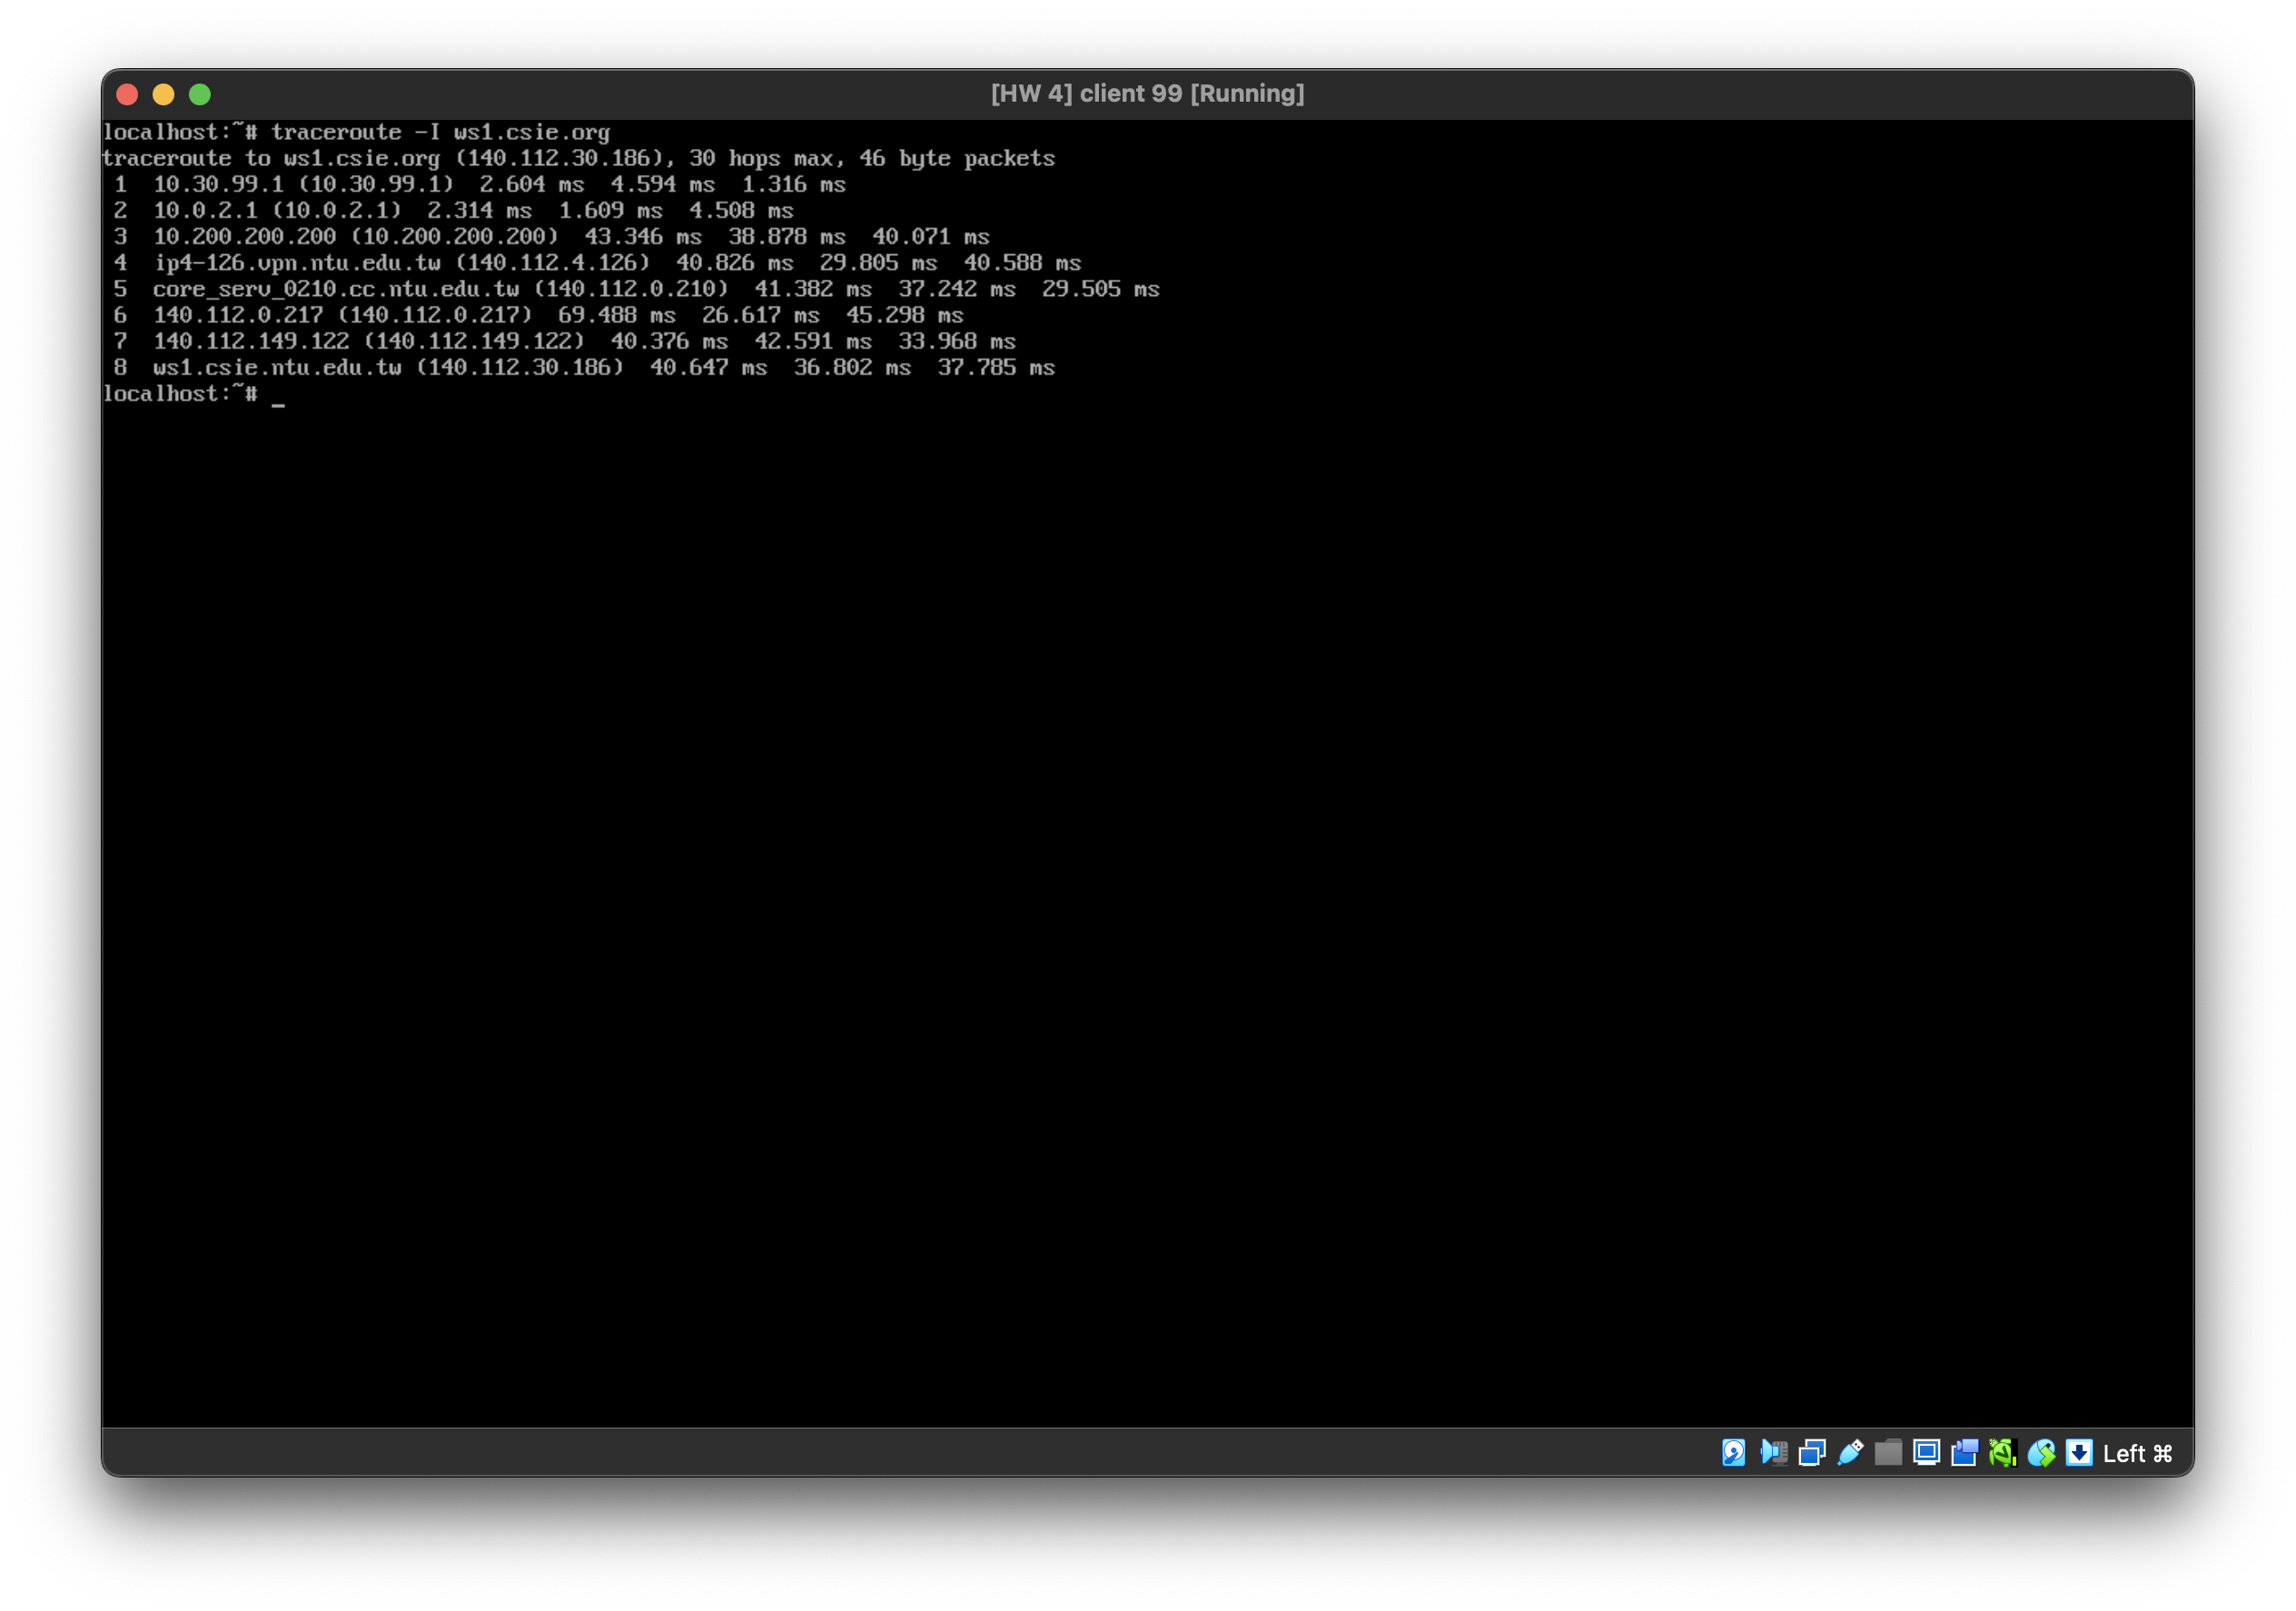 [HW 4] client 99 [Running]
localhost:~# traceroute -I ws1.csie.org
traceroute to ws1.csie.org (140.112.30.186), 30 hops max, 46 byte packets
 1  10.30.99.1 (10.30.99.1)  2.604 ms  4.594 ms  1.316 ms
 2  10.0.2.1 (10.0.2.1)  2.314 ms  1.609 ms  4.508 ms
 3  10.200.200.200 (10.200.200.200)  43.346 ms  38.878 ms  40.071 ms
 4  ip4-126.vpn.ntu.edu.tw (140.112.4.126)  40.826 ms  29.805 ms  40.588 ms
 5  core_serv_0210.cc.ntu.edu.tw (140.112.0.210)  41.382 ms  37.242 ms  29.505 ms
 6  140.112.0.217 (140.112.0.217)  69.488 ms  26.617 ms  45.298 ms
 7  140.112.149.122 (140.112.149.122)  40.376 ms  42.591 ms  33.968 ms
 8  ws1.csie.ntu.edu.tw (140.112.30.186)  40.647 ms  36.802 ms  37.785 ms
localhost:~# _
Left ⌘